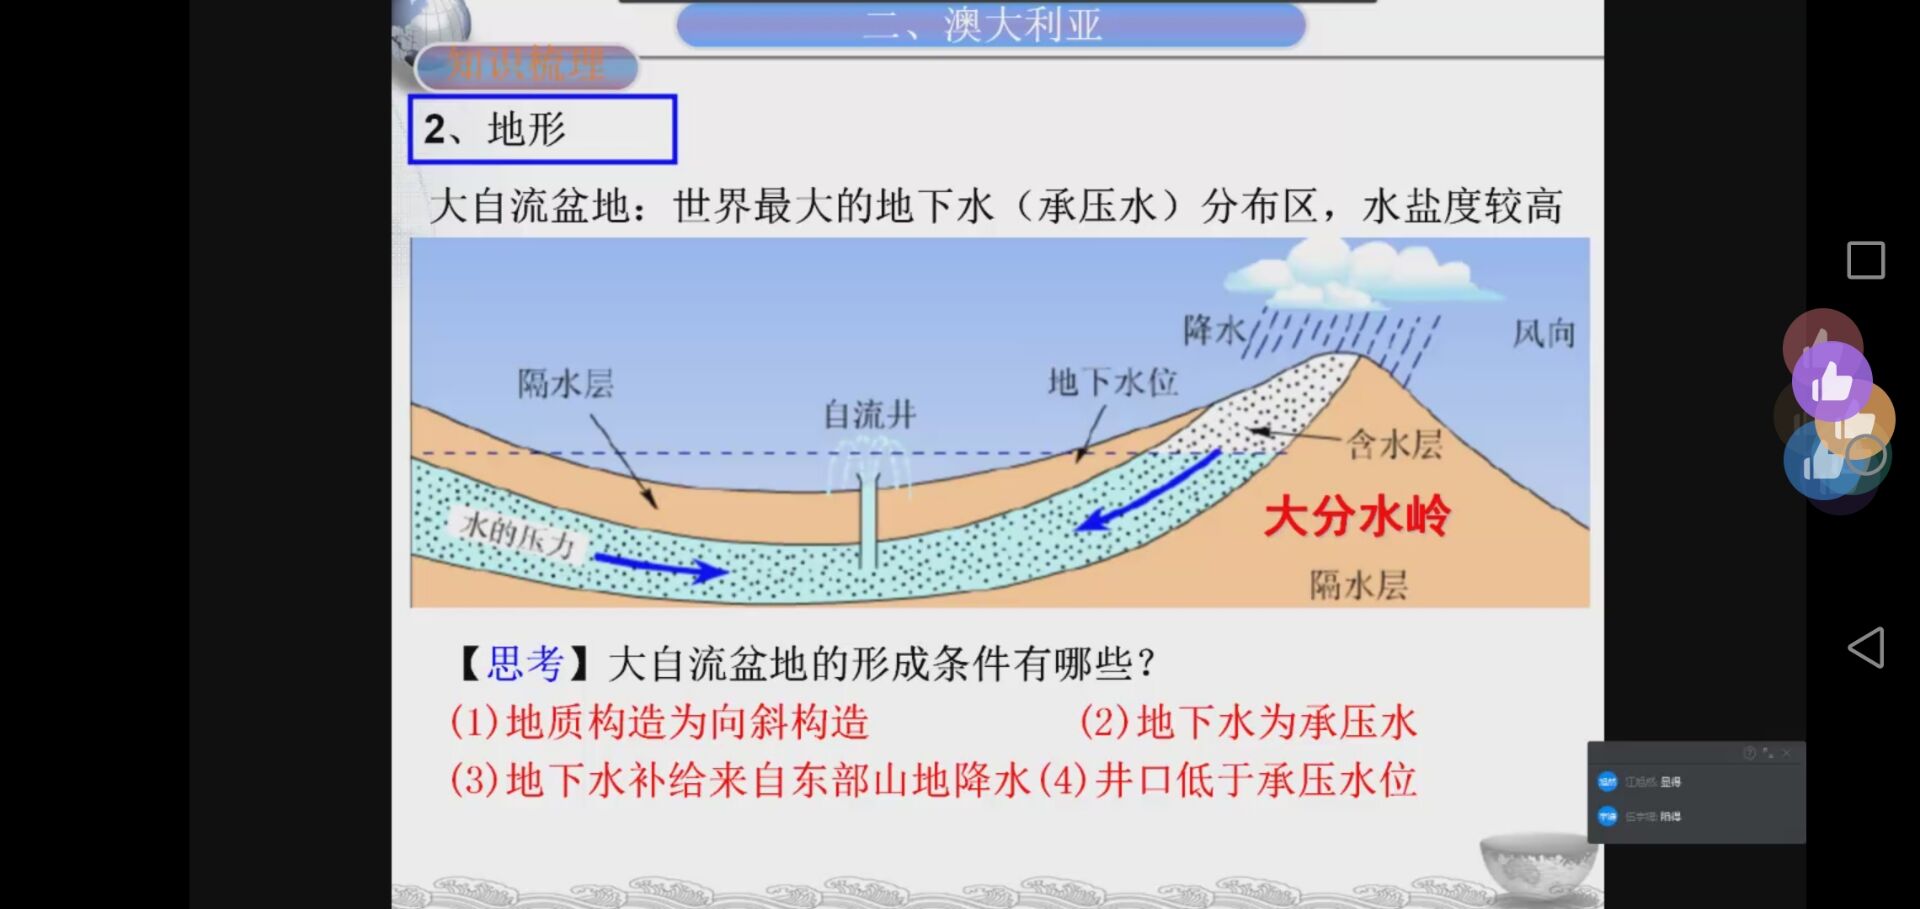 二、澳大利亚
知识梳理
2、地形
大自流盆地：世界最大的地下水（承压水）分布区，水盐度较高
降水
风向
隔水层
地下水位
自流井
含水层
大分水岭
水的压力
隔水层
【思考】大自流盆地的形成条件有哪些？
(1)地质构造为向斜构造 (2)地下水为承压水
(3)地下水补给来自东部山地降水(4)井口低于承压水位